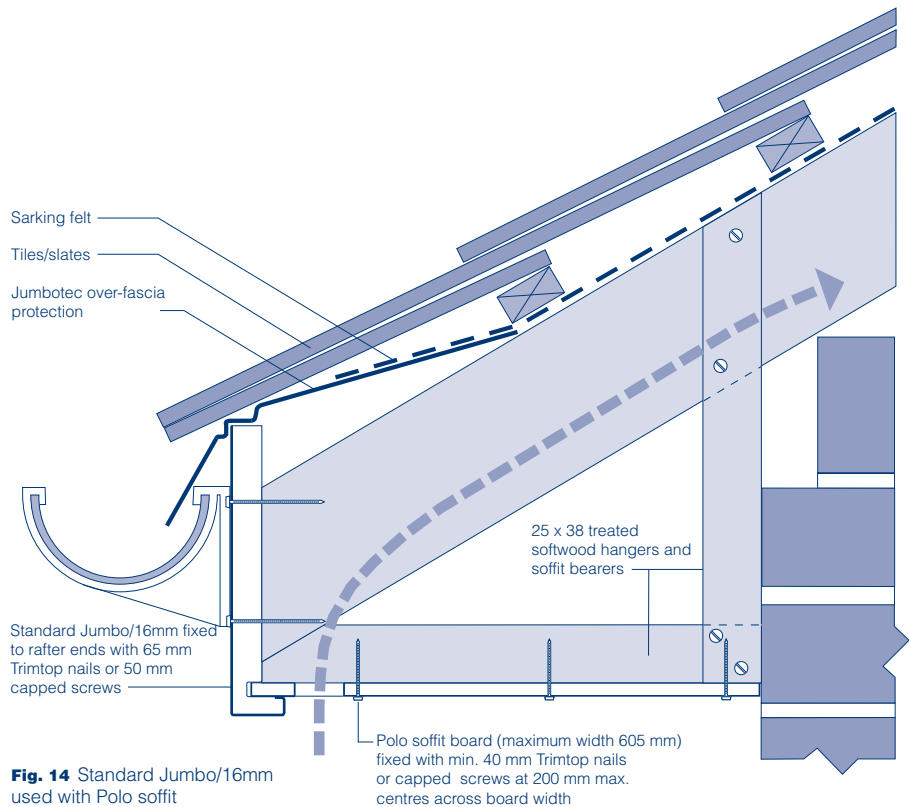 Sarking felt
Tiles/slates
Jumbotec over-fascia
protection
25 x 38 treated
softwood hangers and
soffit bearers
Standard Jumbo/16mm fixed
to rafter ends with 65 mm
Trimtop nails or 50 mm
capped screws
Polo soffit board (maximum width 605 mm)
fixed with min. 40 mm Trimtop nails
or capped screws at 200 mm max.
centres across board width
Fig. 14 Standard Jumbo/16mm
used with Polo soffit